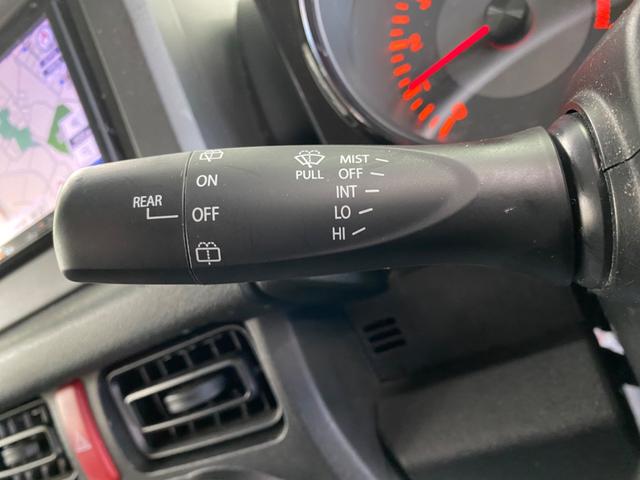 REAR
ON
OFF
PULL
MIST
OFF
INT
LO
HI